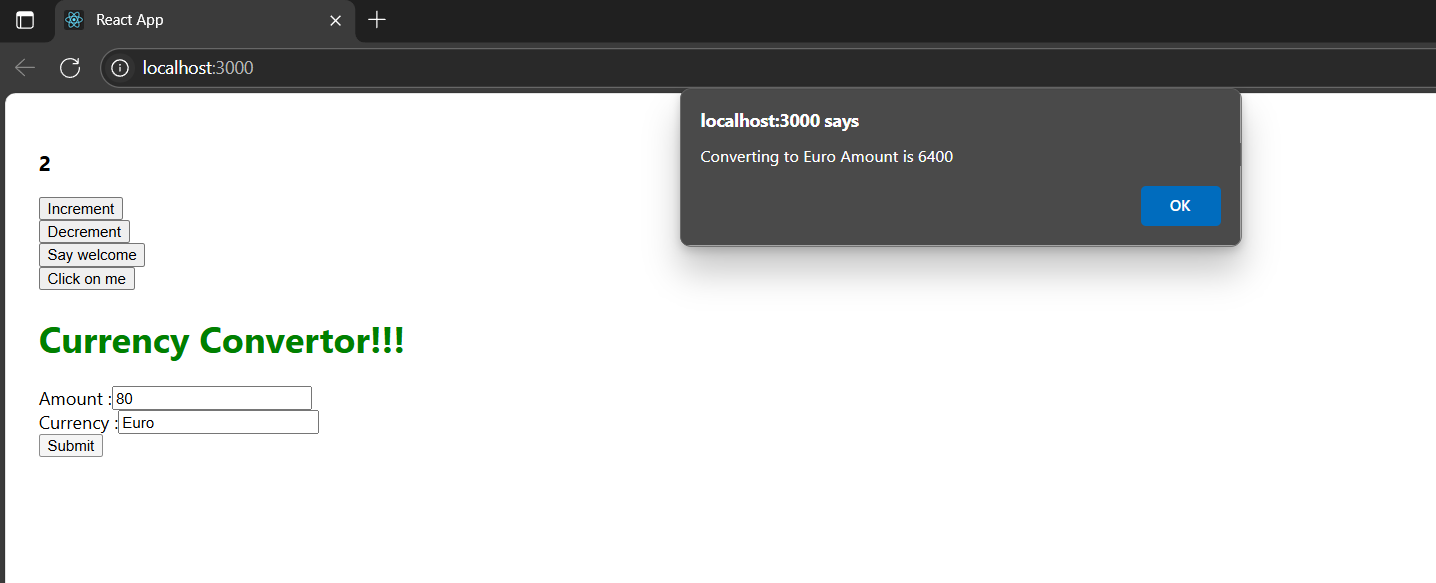 React App
localhost:3000
localhost:3000 says
Converting to Euro Amount is 6400
OK
2
Increment
Decrement
Say welcome
Click on me
Currency Convertor!!!
Amount :80
Currency :Euro
Submit